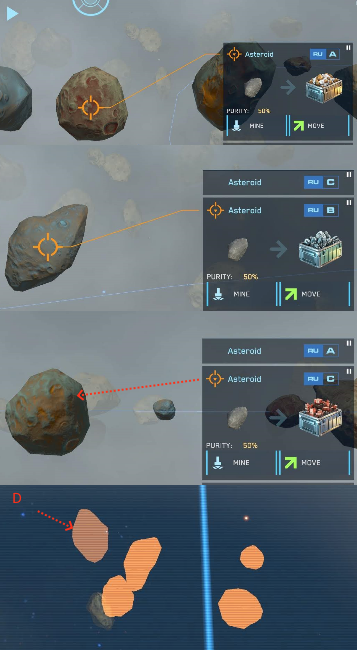 Asteroid RU A
PURITY: 50%
MINE MOVE
Asteroid RU C
Asteroid RU B
PURITY: 50%
MINE MOVE
Asteroid RU A
Asteroid RU C
PURITY: 50%
MINE MOVE
D